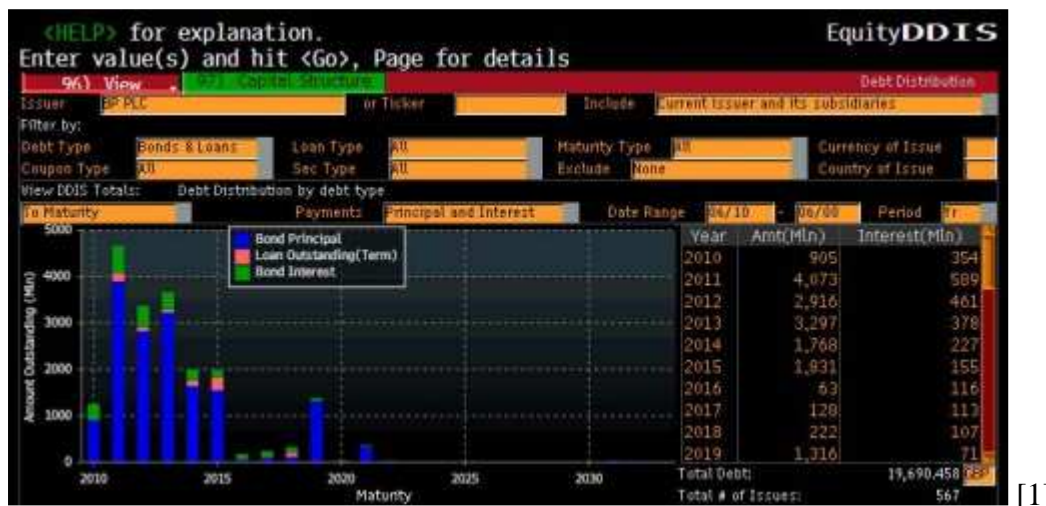 <HELP> for explanation. EquityDDIS
Enter value(s) and hit <Go>, Page for details
96) View 97) Capital Structure Debt Distribution
Issuer BP PLC or Ticker Include Current issuer and its subsidiaries
Filter by:
Debt Type Bonds & Loans Loan Type All Maturity Type All Currency of Issue
Coupon Type All Sec Type All Exclude None Country of Issue
View DDIS Totals: Debt Distribution by debt type
To Maturity Payments Principal and Interest Date Range 06/10 - Period Yr
5000
4000
3000
2000
1000
0
Amount Outstanding (Mln)
Bond Principal
Loan Outstanding(Term)
Bond Interest
2010 2015 2020 2025 2030
Maturity
Year Amt(Mln) Interest(Mln)
2010 905 354
2011 4,073 589
2012 2,916 461
2013 3,297 378
2014 1,768 227
2015 1,831 155
2016 63 116
2017 128 113
2018 222 107
2019 1,316 71
Total Debt: 19,690.458 GBP
Total # of Issues: 567
[1]